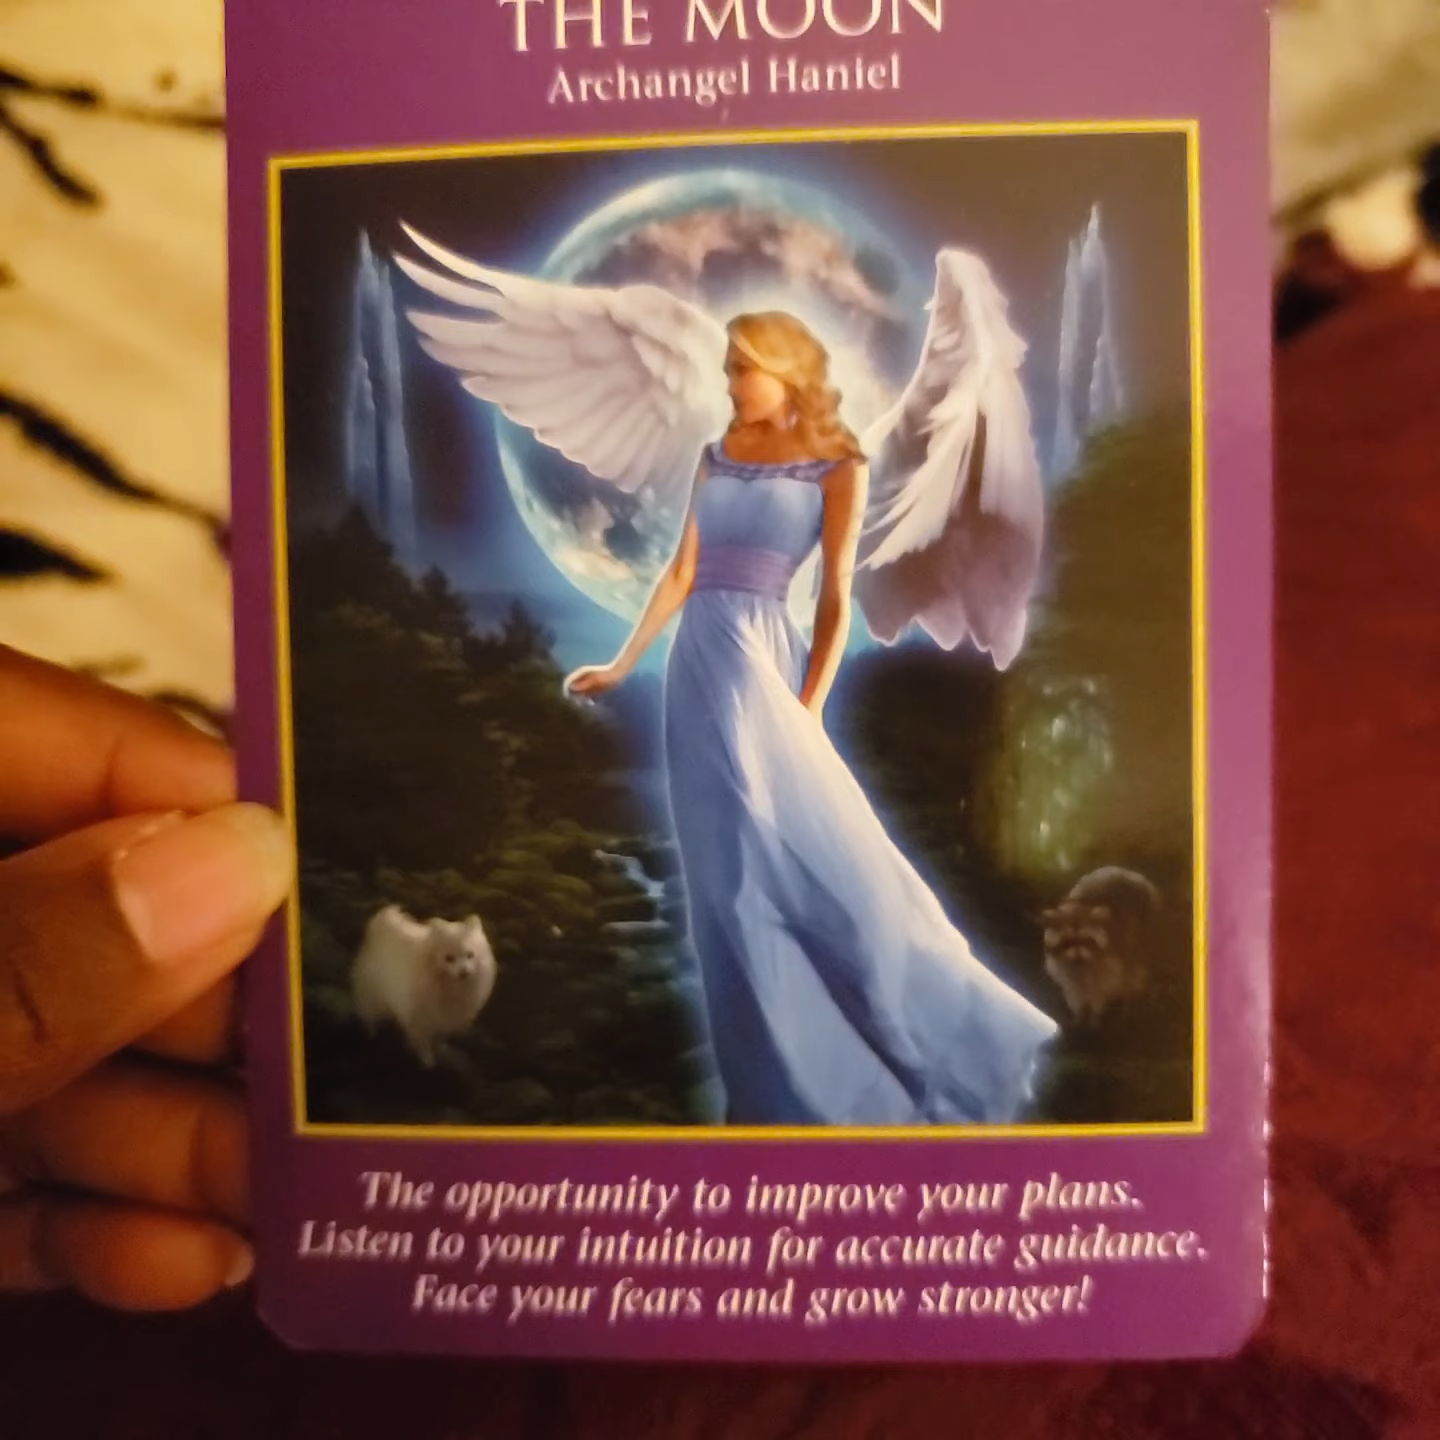 THE MOON
Archangel Haniel
The opportunity to improve your plans.
Listen to your intuition for accurate guidance.
Face your fears and grow stronger!